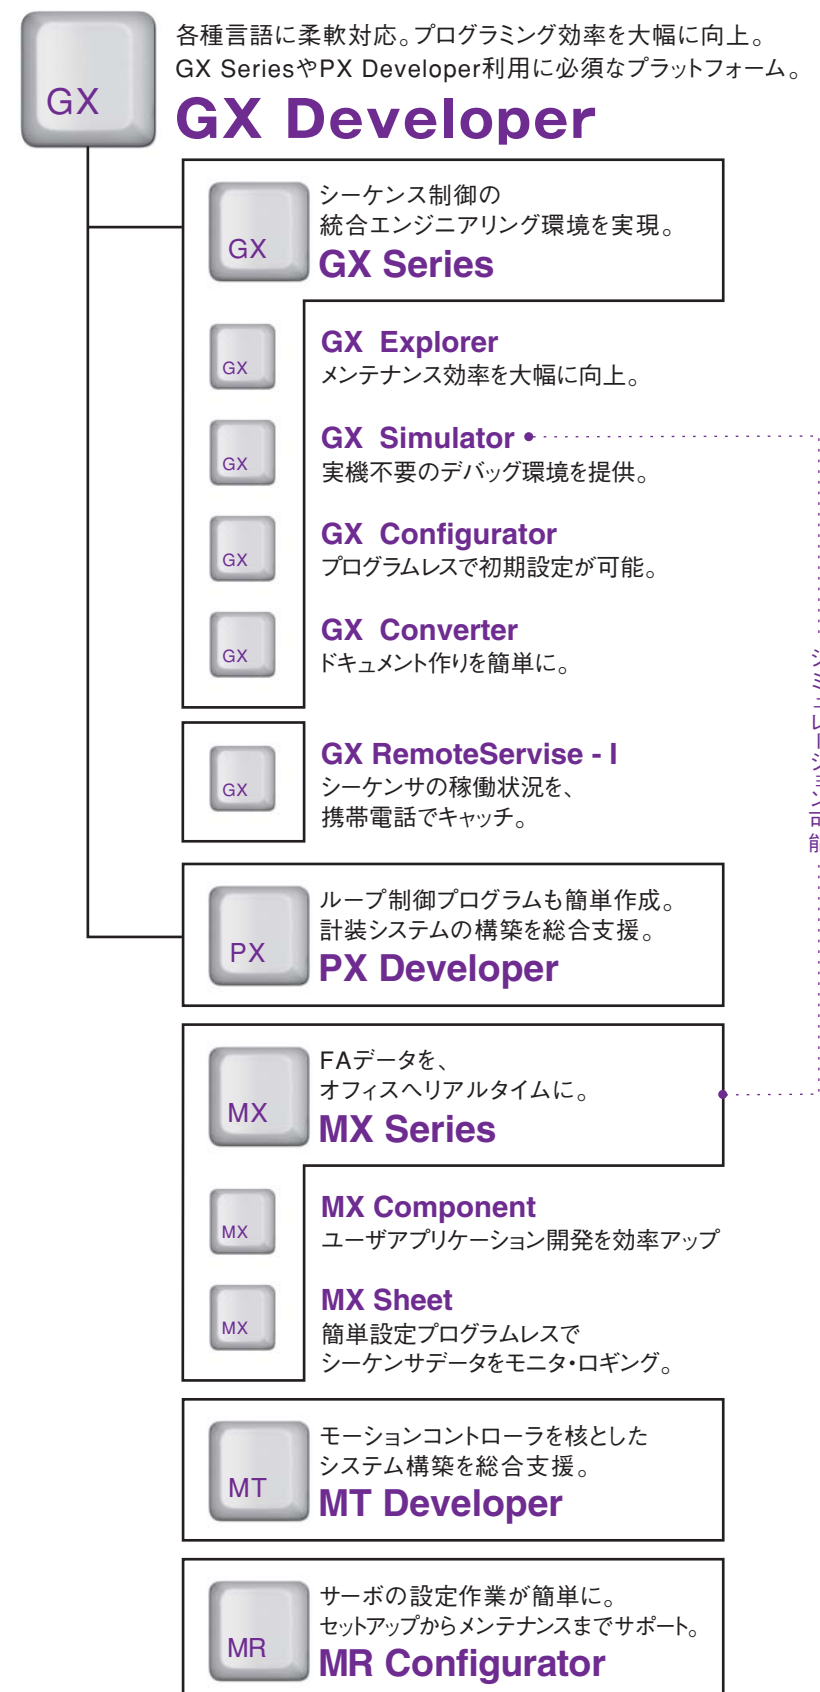 GX
各種言語に柔軟対応。プログラミング効率を大幅に向上。
GX SeriesやPX Developer利用に必須なプラットフォーム。
GX Developer
GX
シーケンス制御の
統合エンジニアリング環境を実現。
GX Series
GX
GX Explorer
メンテナンス効率を大幅に向上。
GX
GX Simulator
実機不要のデバッグ環境を提供。
GX
GX Configurator
プログラムレスで初期設定が可能。
GX
GX Converter
ドキュメント作りを簡単に。
シミュレーション可能
GX
GX RemoteServise - I
シーケンサの稼働状況を、
携帯電話でキャッチ。
PX
ループ制御プログラムも簡単作成。
計装システムの構築を総合支援。
PX Developer
MX
FAデータを、
オフィスへリアルタイムに。
MX Series
MX
MX Component
ユーザアプリケーション開発を効率アップ
MX
MX Sheet
簡単設定プログラムレスで
シーケンサデータをモニタ・ロギング。
MT
モーションコントローラを核とした
システム構築を総合支援。
MT Developer
MR
サーボの設定作業が簡単に。
セットアップからメンテナンスまでサポート。
MR Configurator